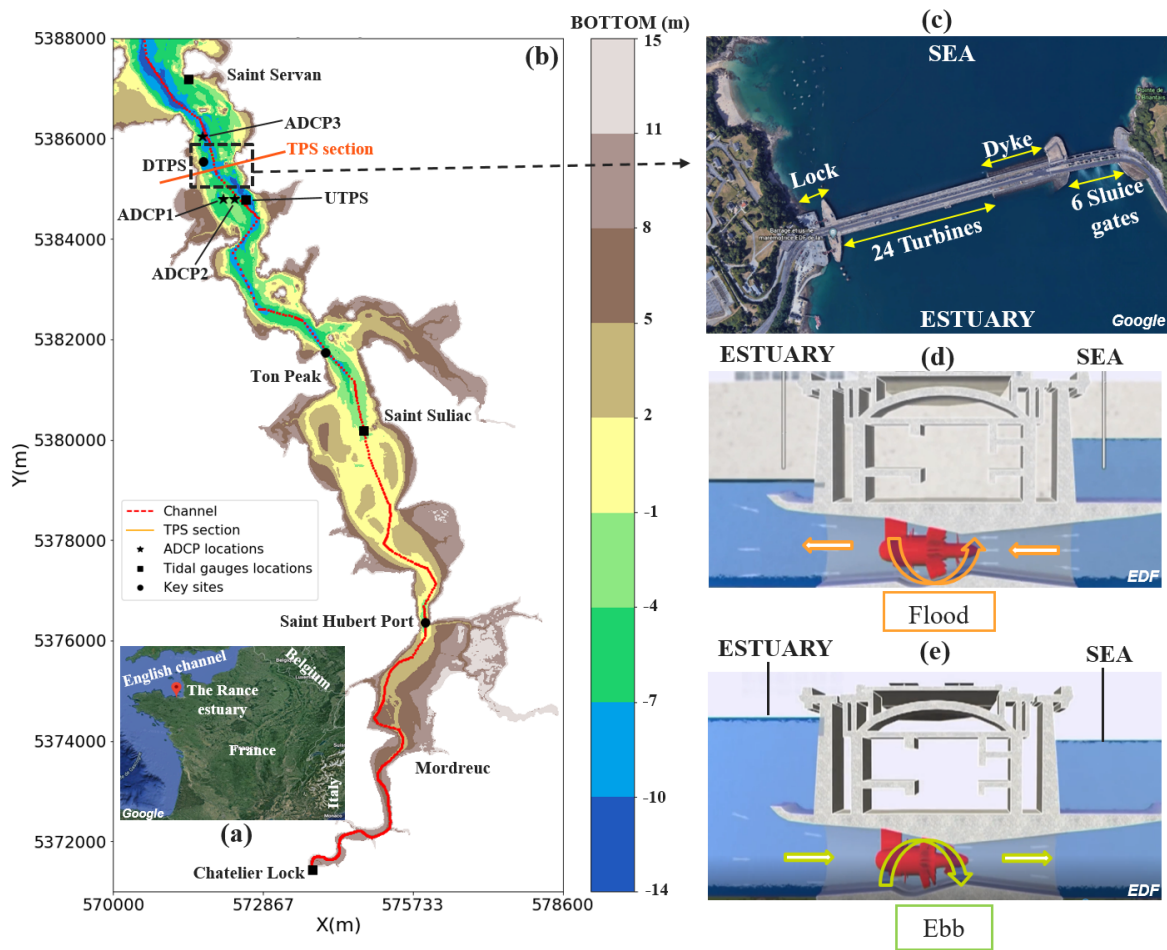 BOTTOM (m)
(b)
5388000
5386000
5384000
5382000
5380000
5378000
5376000
5374000
5372000
Y(m)
570000
572867
575733
578600
X(m)
Saint Servan
ADCP3
DTPS
TPS section
ADCP1
UTPS
ADCP2
Ton Peak
Saint Suliac
Saint Hubert Port
Mordreuc
Chatelier Lock
Channel
TPS section
ADCP locations
Tidal gauges locations
Key sites
English channel
Belgium
The Rance
estuary
France
Italy
Google
(a)
15
11
8
5
2
-1
-4
-7
-10
-14
(c)
SEA
Lock
Dyke
24 Turbines
6 Sluice
gates
ESTUARY
Google
(d)
ESTUARY
SEA
EDF
Flood
(e)
ESTUARY
SEA
EDF
Ebb